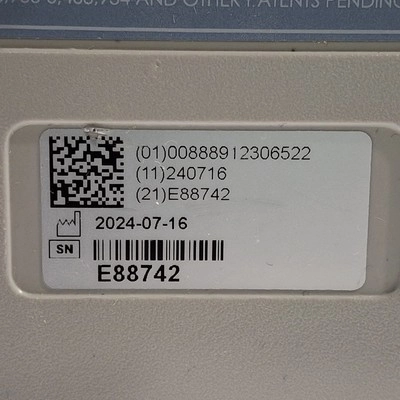 AND OTHER PATENTS PENDING
(01)00888912306522
(11)240716
(21)E88742
2024-07-16
SN
E88742